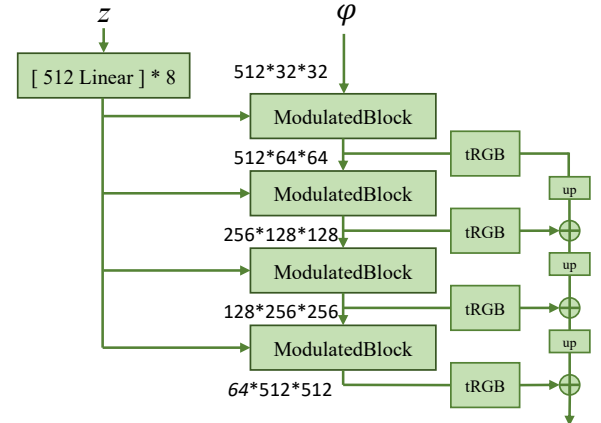 z
φ
[ 512 Linear ] * 8
512*32*32
ModulatedBlock
512*64*64
tRGB
up
ModulatedBlock
256*128*128
tRGB
up
ModulatedBlock
128*256*256
tRGB
up
ModulatedBlock
64*512*512
tRGB